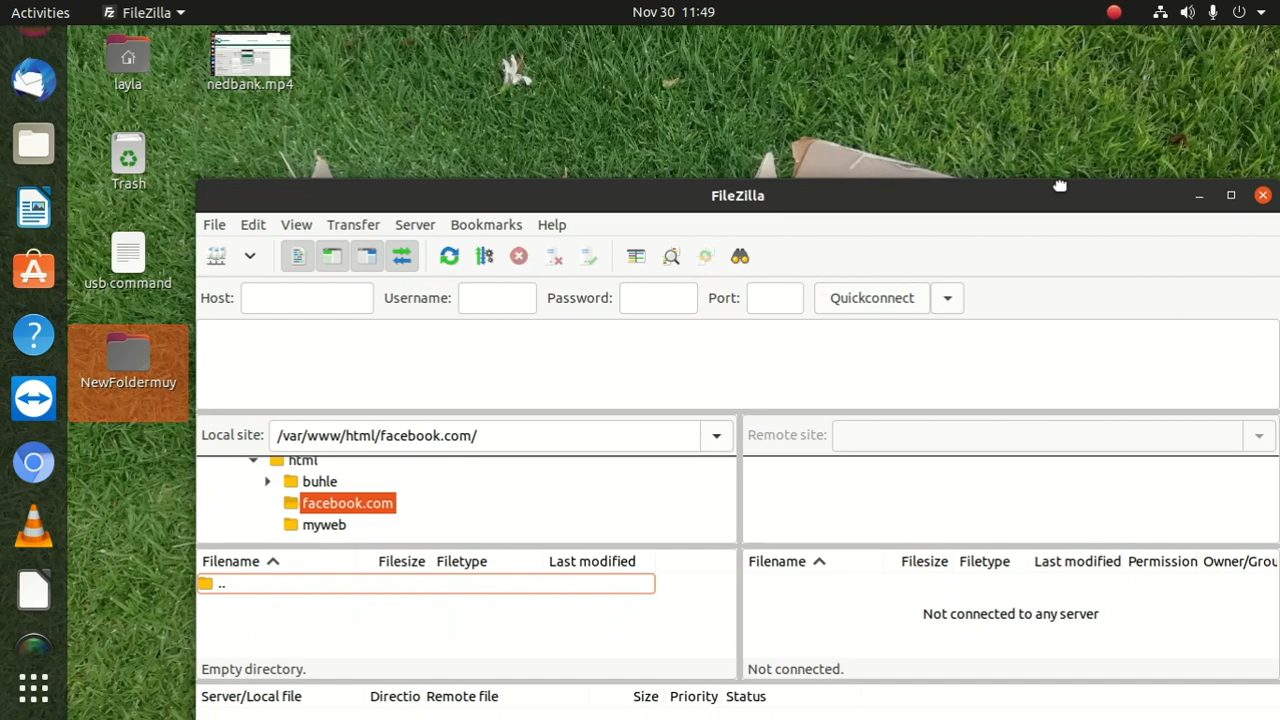 Activities FileZilla Nov 30 11:49
layla
nedbank.mp4
Trash
usb command
NewFoldermuy
FileZilla
File Edit View Transfer Server Bookmarks Help
Host: Username: Password: Port: Quickconnect
Local site: /var/www/html/facebook.com/
Remote site:
html
buhle
facebook.com
myweb
Filename Filesize Filetype Last modified
..
Empty directory.
Filename Filesize Filetype Last modified Permission Owner/Grou
Not connected to any server
Not connected.
Server/Local file Directio Remote file Size Priority Status